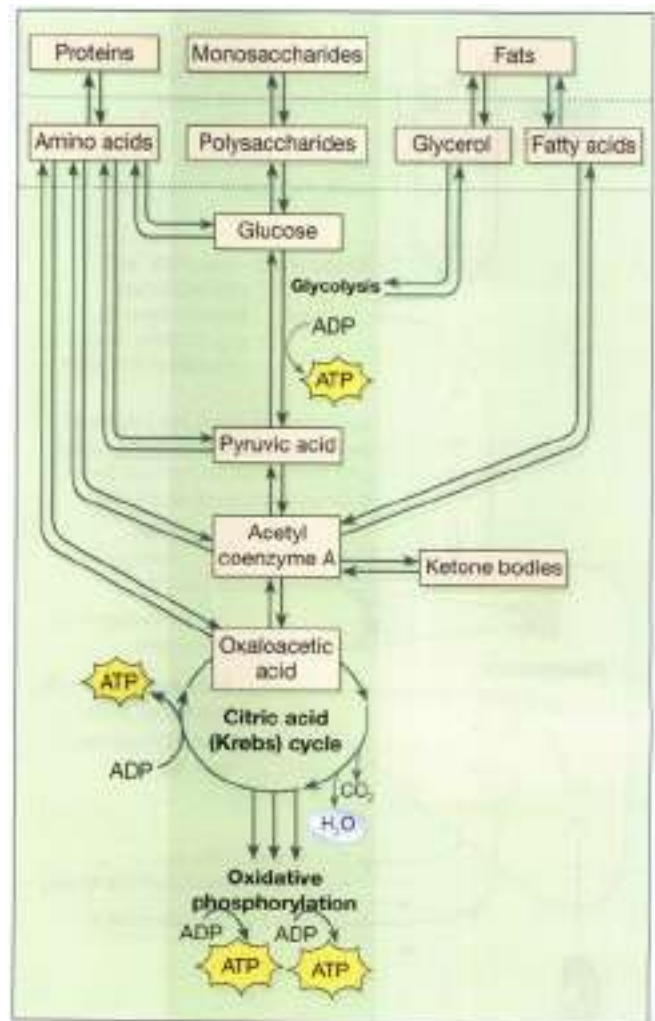 Proteins
Monosaccharides
Fats
Amino acids
Polysaccharides
Glycerol
Fatty acids
Glucose
Glycolysis
ADP
ATP
Pyruvic acid
Acetyl
coenzyme A
Ketone bodies
Oxaloacetic
acid
ATP
Citric acid
(Krebs) cycle
ADP
CO₂
H₂O
Oxidative
phosphorylation
ADP
ADP
ATP
ATP